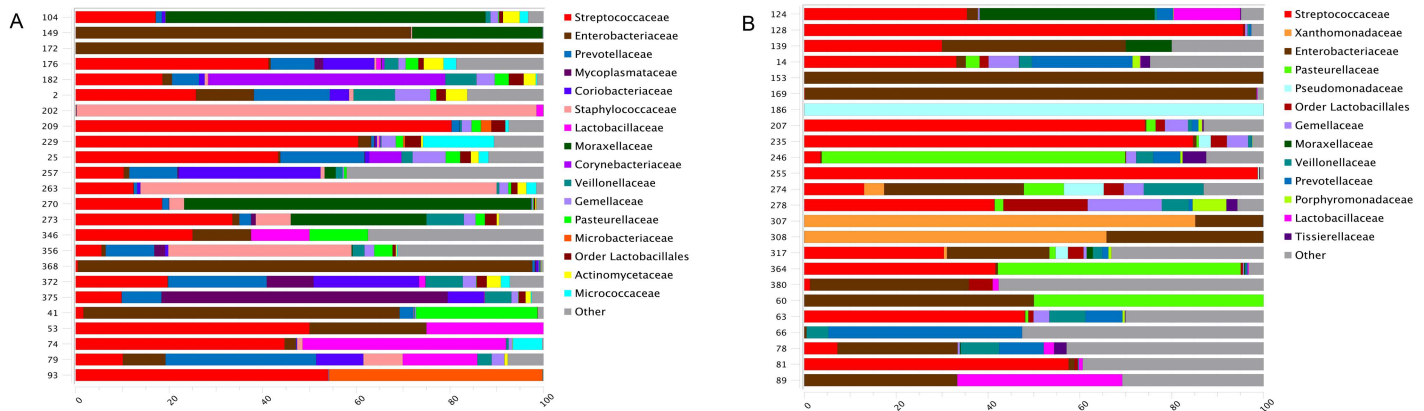 A
104
149
172
176
182
2
202
209
229
25
257
263
270
273
346
356
368
372
375
41
53
74
79
93
0
20
40
60
80
100
Streptococcaceae
Enterobacteriaceae
Prevotellaceae
Mycoplasmataceae
Coriobacteriaceae
Staphylococcaceae
Lactobacillaceae
Moraxellaceae
Corynebacteriaceae
Veillonellaceae
Gemellaceae
Pasteurellaceae
Microbacteriaceae
Order Lactobacillales
Actinomycetaceae
Micrococcaceae
Other
B
124
128
139
14
153
169
186
207
235
246
255
274
278
307
308
317
364
380
60
63
66
78
81
89
0
20
40
60
80
100
Streptococcaceae
Xanthomonadaceae
Enterobacteriaceae
Pasteurellaceae
Pseudomonadaceae
Order Lactobacillales
Gemellaceae
Moraxellaceae
Veillonellaceae
Prevotellaceae
Porphyromonadaceae
Lactobacillaceae
Tissierellaceae
Other